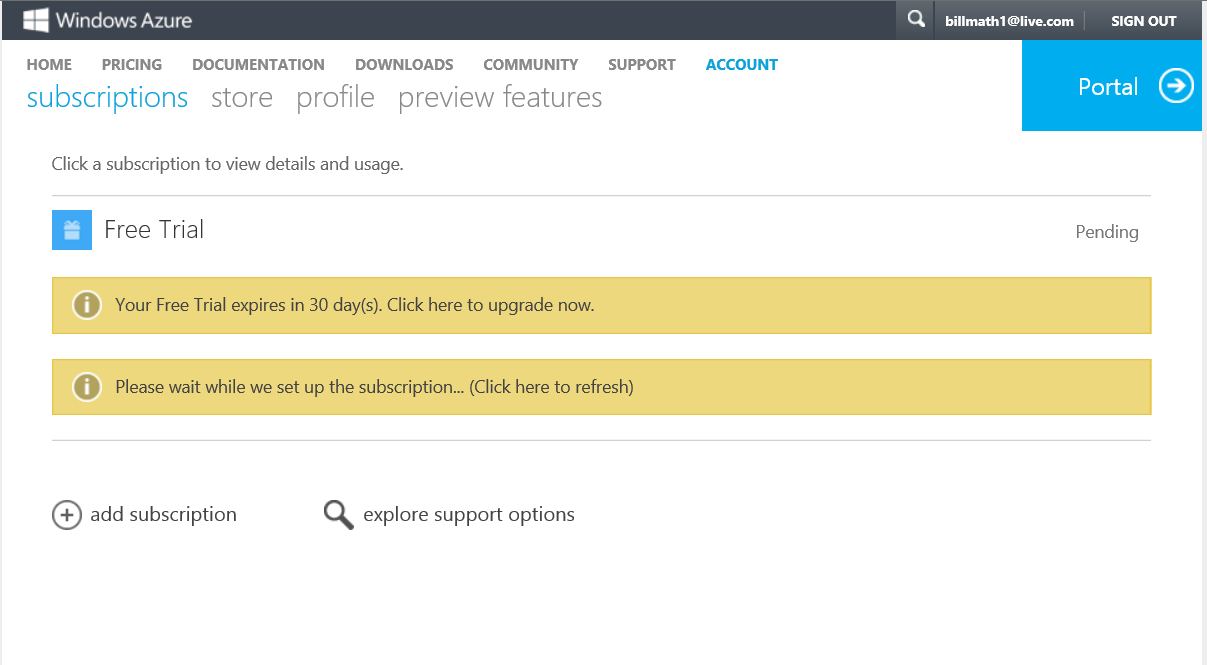 Windows Azure
billmath1@live.com
SIGN OUT
HOME PRICING DOCUMENTATION DOWNLOADS COMMUNITY SUPPORT ACCOUNT
subscriptions store profile preview features
Portal
Click a subscription to view details and usage.
Free Trial
Pending
Your Free Trial expires in 30 day(s). Click here to upgrade now.
Please wait while we set up the subscription... (Click here to refresh)
add subscription
explore support options